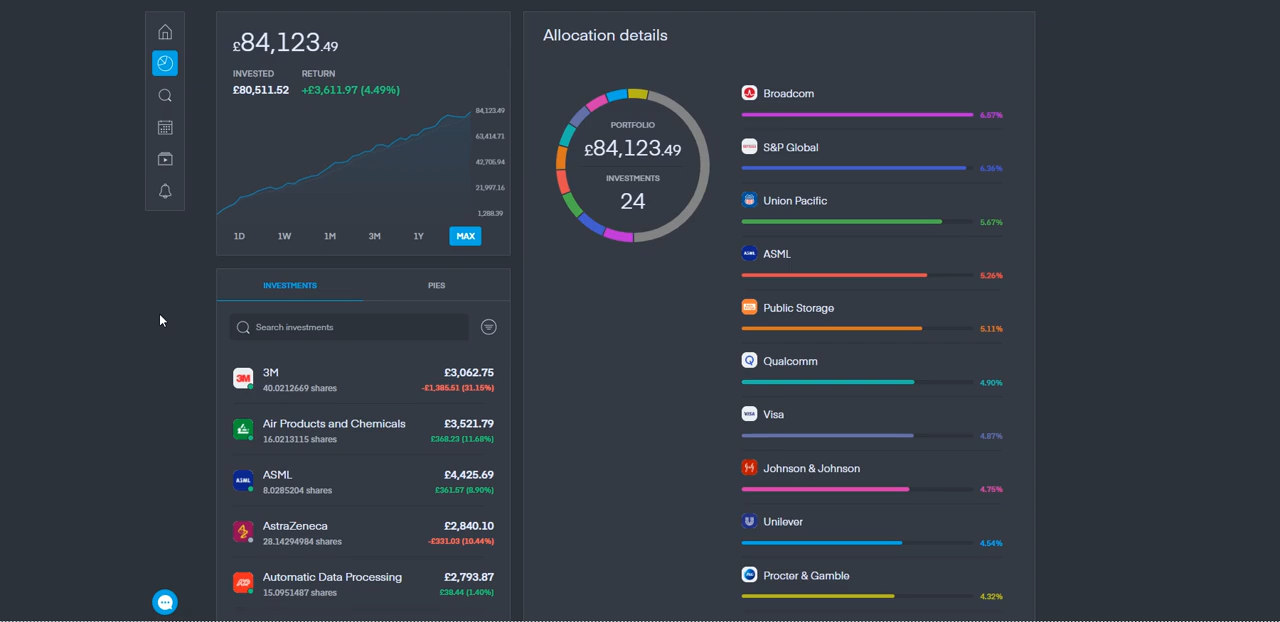 £84,123.49
INVESTED RETURN
£80,511.52 +£3,611.97 (4.49%)
84,123.49
63,414.71
42,705.94
21,997.16
1,288.39
1D 1W 1M 3M 1Y MAX
INVESTMENTS PIES
Search investments
3M
3M £3,062.75
40.0212669 shares -£1,385.51 (31.15%)
Air Products and Chemicals £3,521.79
16.0213115 shares £368.23 (11.68%)
ASML
ASML £4,425.69
8.0285204 shares £361.57 (8.90%)
AstraZeneca £2,840.10
28.14294984 shares -£331.03 (10.44%)
ADP
Automatic Data Processing £2,793.87
15.0951487 shares £38.44 (1.40%)
Allocation details
PORTFOLIO
£84,123.49
INVESTMENTS
24
Broadcom
6.57%
S&P Global
6.36%
Union Pacific
5.67%
ASML
ASML
5.26%
Public Storage
5.11%
Qualcomm
4.90%
VISA
Visa
4.87%
Johnson & Johnson
4.75%
Unilever
4.54%
Procter & Gamble
4.32%